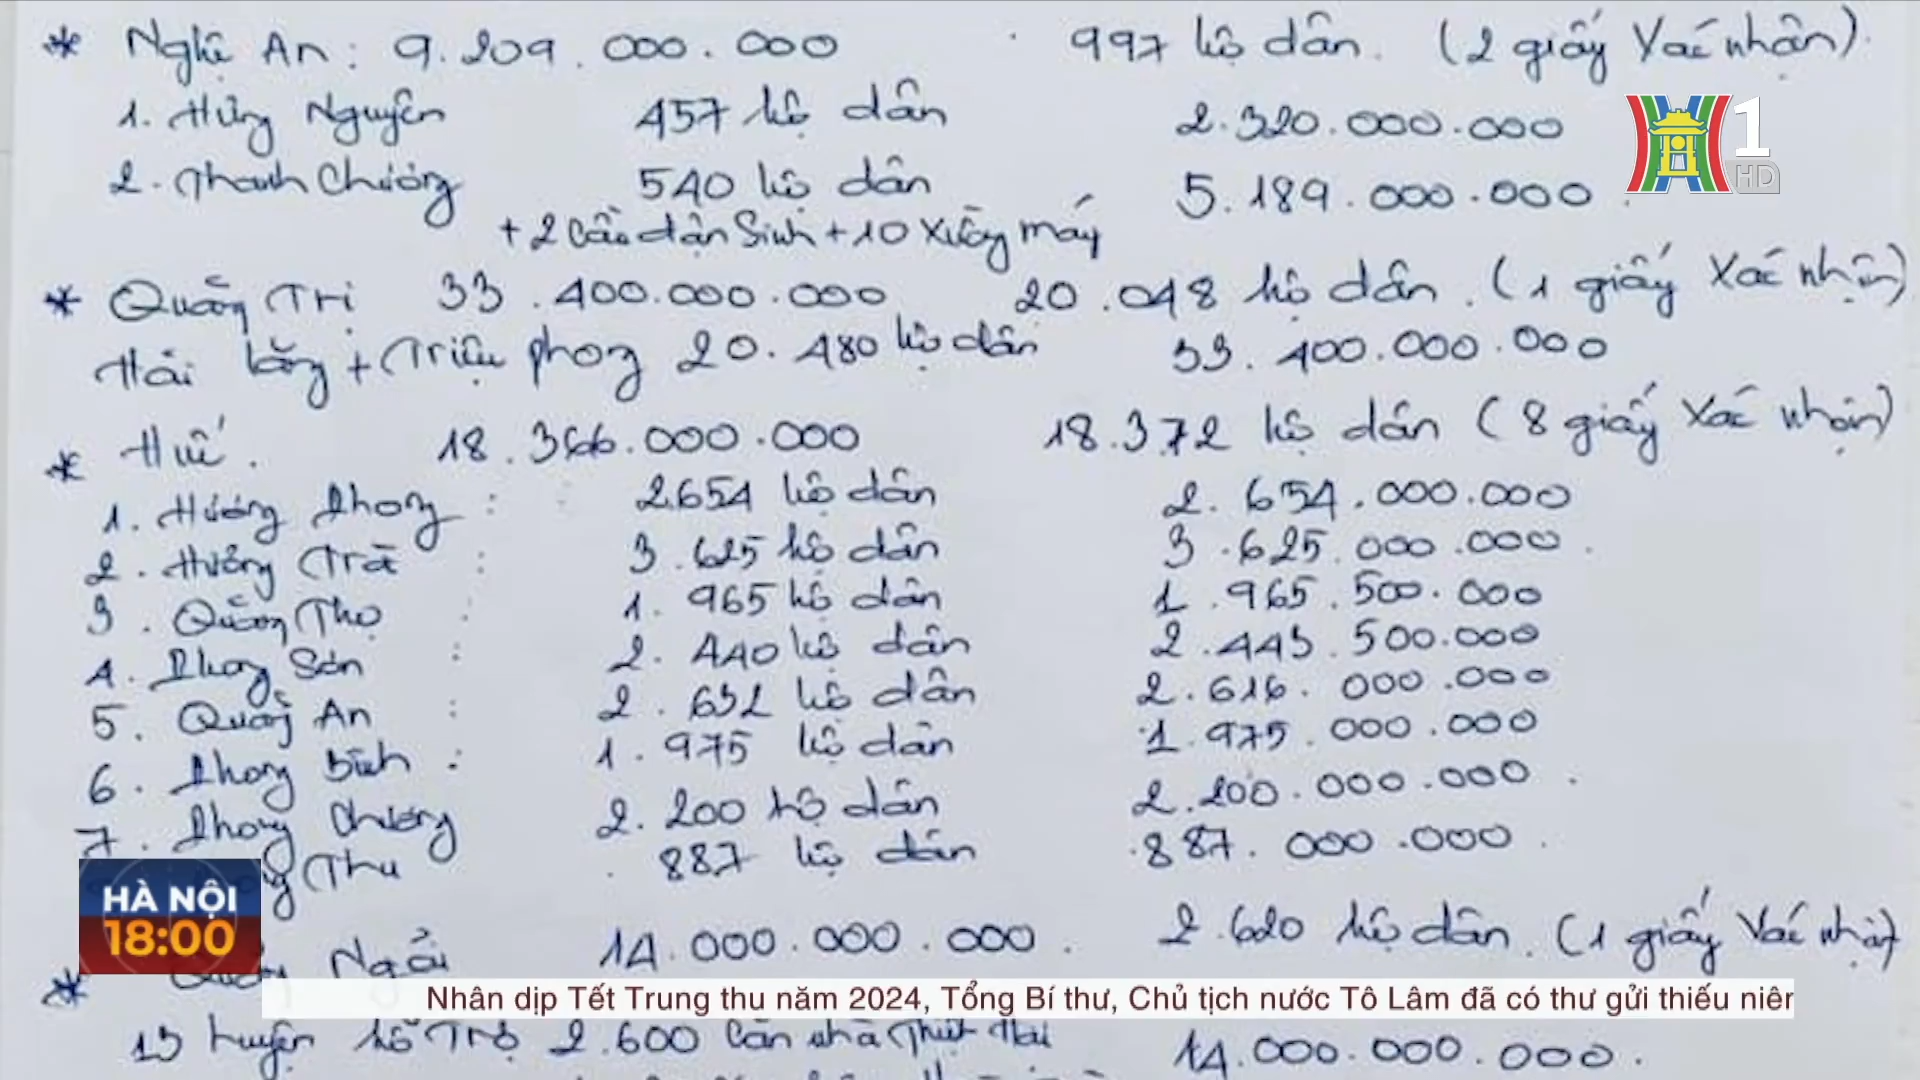 * Nghệ An: 9.209.000.000 997 hộ dân. (2 giấy xác nhận).
1. Hưng Nguyên 457 hộ dân 2.320.000.000
2. Thanh Chương 540 hộ dân 5.189.000.000
+ 2 cầu dân sinh + 10 xuồng máy
* Quảng Trị 33.400.000.000 20.048 hộ dân. (1 giấy xác nhận)
Hải Lăng + Triệu phong 20.480 hộ dân 33.400.000.000
* Huế. 18.366.000.000 18.372 hộ dân (8 giấy xác nhận)
1. Hương Phong: 2.654 hộ dân 2.654.000.000
2. Hương Trà: 3.625 hộ dân 3.625.000.000.
3. Quảng Thọ: 1.965 hộ dân 1.965.500.000
4. Phong Sơn: 2.440 hộ dân 2.443.500.000
5. Quảng An: 2.632 hộ dân 2.616.000.000
6. Phong Bình: 1.975 hộ dân 1.975.000.000
7. Phong Chương 2.200 hộ dân 2.200.000.000.
Thu 887 hộ dân 887.000.000.
* Ngãi 14.000.000.000. 2.620 hộ dân. (1 giấy xác nhận)
13 huyện hỗ trợ 2.600 căn nhà thiệt hại 14.000.000.000.
H 1
HD
HÀ NỘI
18:00
Nhân dịp Tết Trung thu năm 2024, Tổng Bí thư, Chủ tịch nước Tô Lâm đã có thư gửi thiếu niên